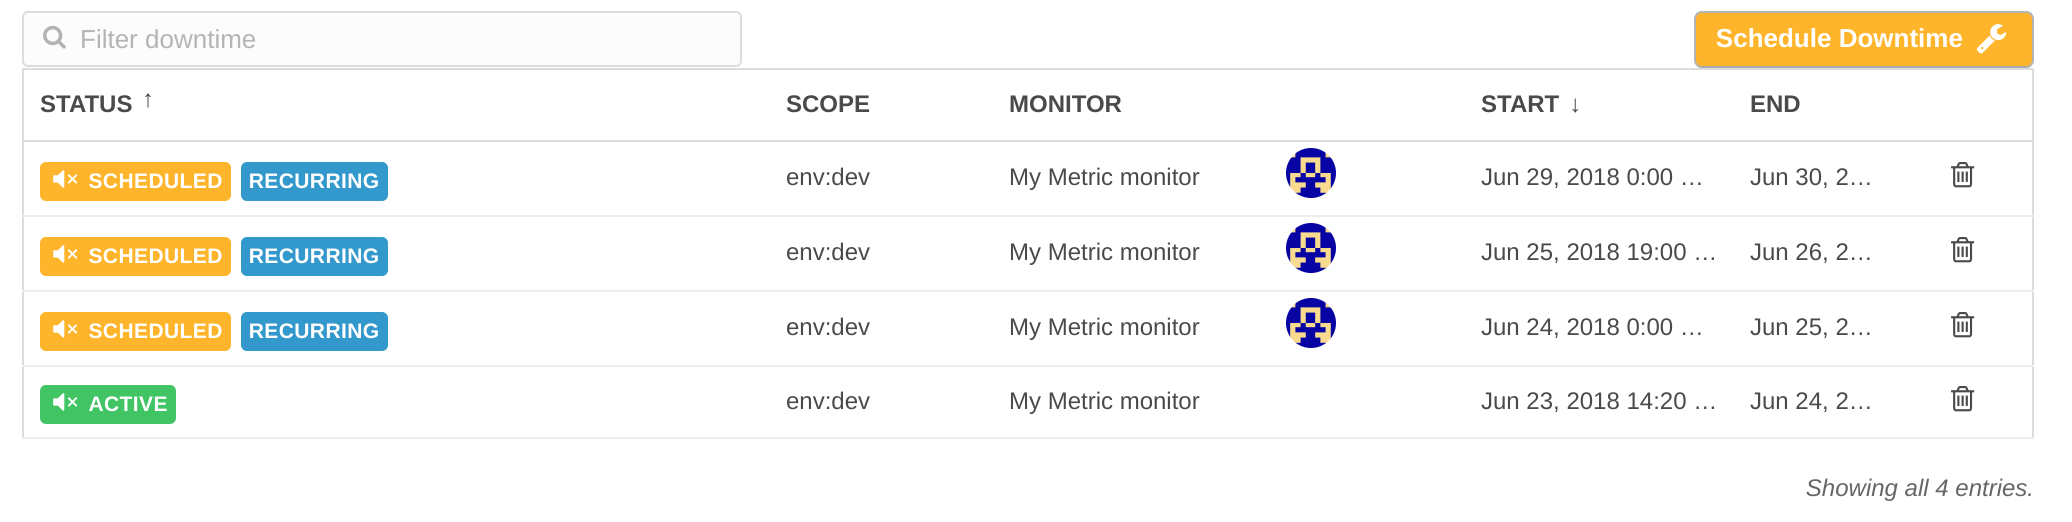 Filter downtime
Schedule Downtime
STATUS ↑ SCOPE MONITOR START ↓ END
SCHEDULED RECURRING env:dev My Metric monitor Jun 29, 2018 0:00 … Jun 30, 2…
SCHEDULED RECURRING env:dev My Metric monitor Jun 25, 2018 19:00 … Jun 26, 2…
SCHEDULED RECURRING env:dev My Metric monitor Jun 24, 2018 0:00 … Jun 25, 2…
ACTIVE env:dev My Metric monitor Jun 23, 2018 14:20 … Jun 24, 2…
Showing all 4 entries.